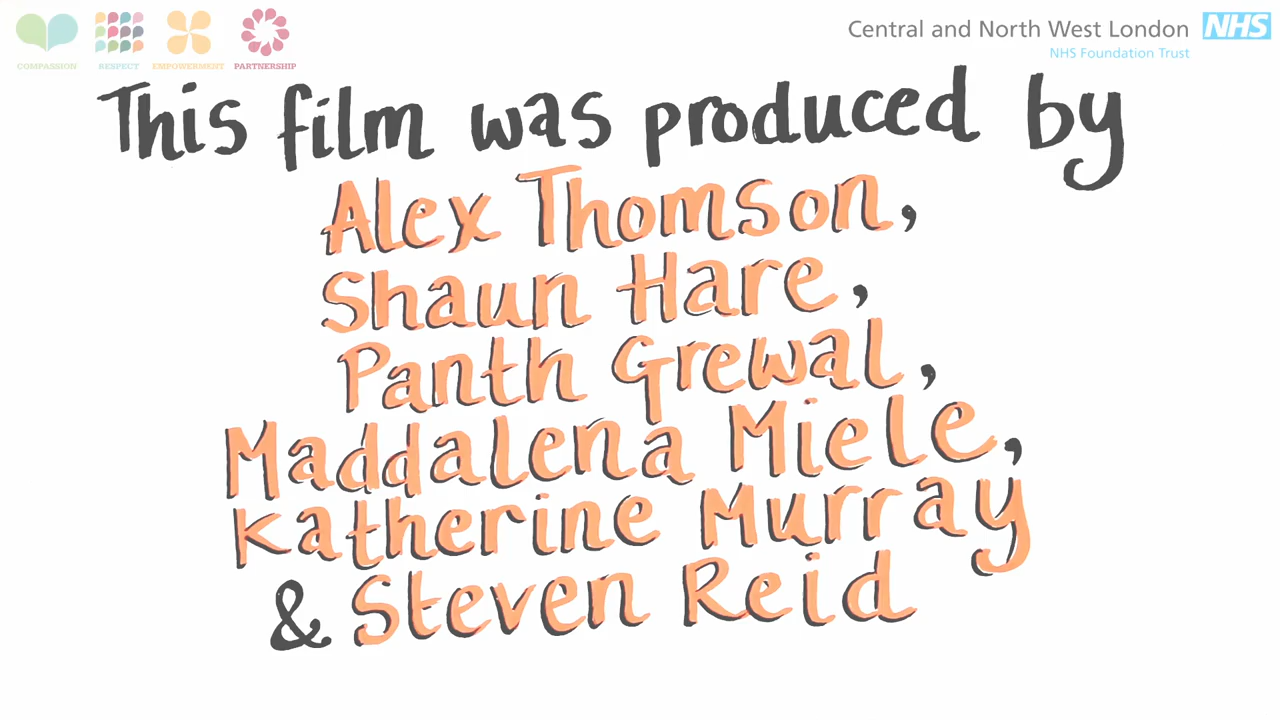 COMPASSION RESPECT EMPOWERMENT PARTNERSHIP
Central and North West London NHS
NHS Foundation Trust
This film was produced by
Alex Thomson,
Shaun Hare,
Panth Grewal,
Maddalena Miele,
Katherine Murray
& Steven Reid